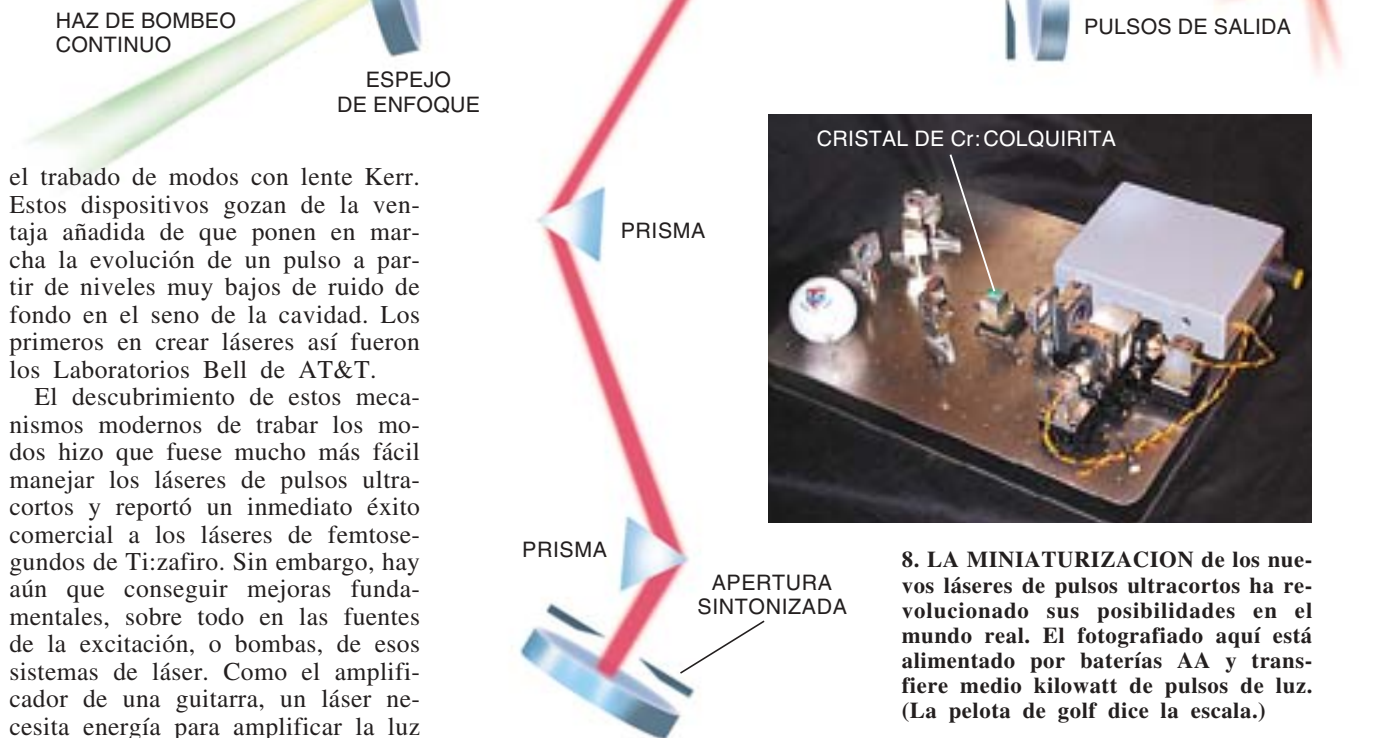 HAZ DE BOMBEO
CONTINUO
ESPEJO
DE ENFOQUE
PULSOS DE SALIDA
el trabado de modos con lente Kerr.
Estos dispositivos gozan de la ven-
taja añadida de que ponen en mar-
cha la evolución de un pulso a par-
tir de niveles muy bajos de ruido de
fondo en el seno de la cavidad. Los
primeros en crear láseres así fueron
los Laboratorios Bell de AT&T.
El descubrimiento de estos meca-
nismos modernos de trabar los mo-
dos hizo que fuese mucho más fácil
manejar los láseres de pulsos ultra-
cortos y reportó un inmediato éxito
comercial a los láseres de femtose-
gundos de Ti:zafiro. Sin embargo, hay
aún que conseguir mejoras funda-
mentales, sobre todo en las fuentes
de la excitación, o bombas, de esos
sistemas de láser. Como el amplifi-
cador de una guitarra, un láser ne-
cesita energía para amplificar la luz
PRISMA
PRISMA
APERTURA
SINTONIZADA
CRISTAL DE Cr:COLQUIRITA
8. LA MINIATURIZACION de los nue-
vos láseres de pulsos ultracortos ha re-
volucionado sus posibilidades en el
mundo real. El fotografiado aquí está
alimentado por baterías AA y trans-
fiere medio kilowatt de pulsos de luz.
(La pelota de golf dice la escala.)